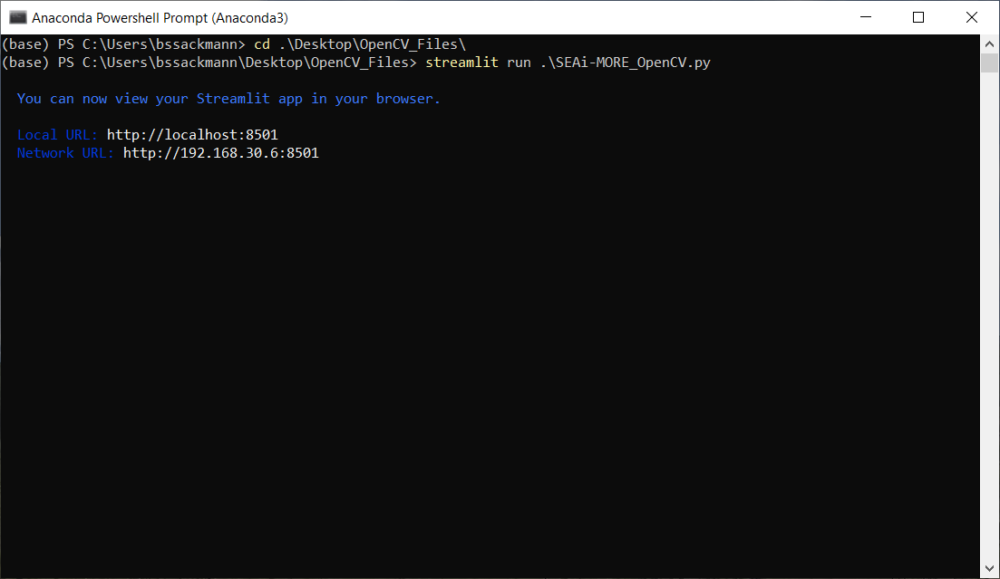 Anaconda Powershell Prompt (Anaconda3)
(base) PS C:\Users\bssackmann> cd .\Desktop\OpenCV_Files\
(base) PS C:\Users\bssackmann\Desktop\OpenCV_Files> streamlit run .\SEAi-MORE_OpenCV.py
You can now view your Streamlit app in your browser.
Local URL: http://localhost:8501
Network URL: http://192.168.30.6:8501